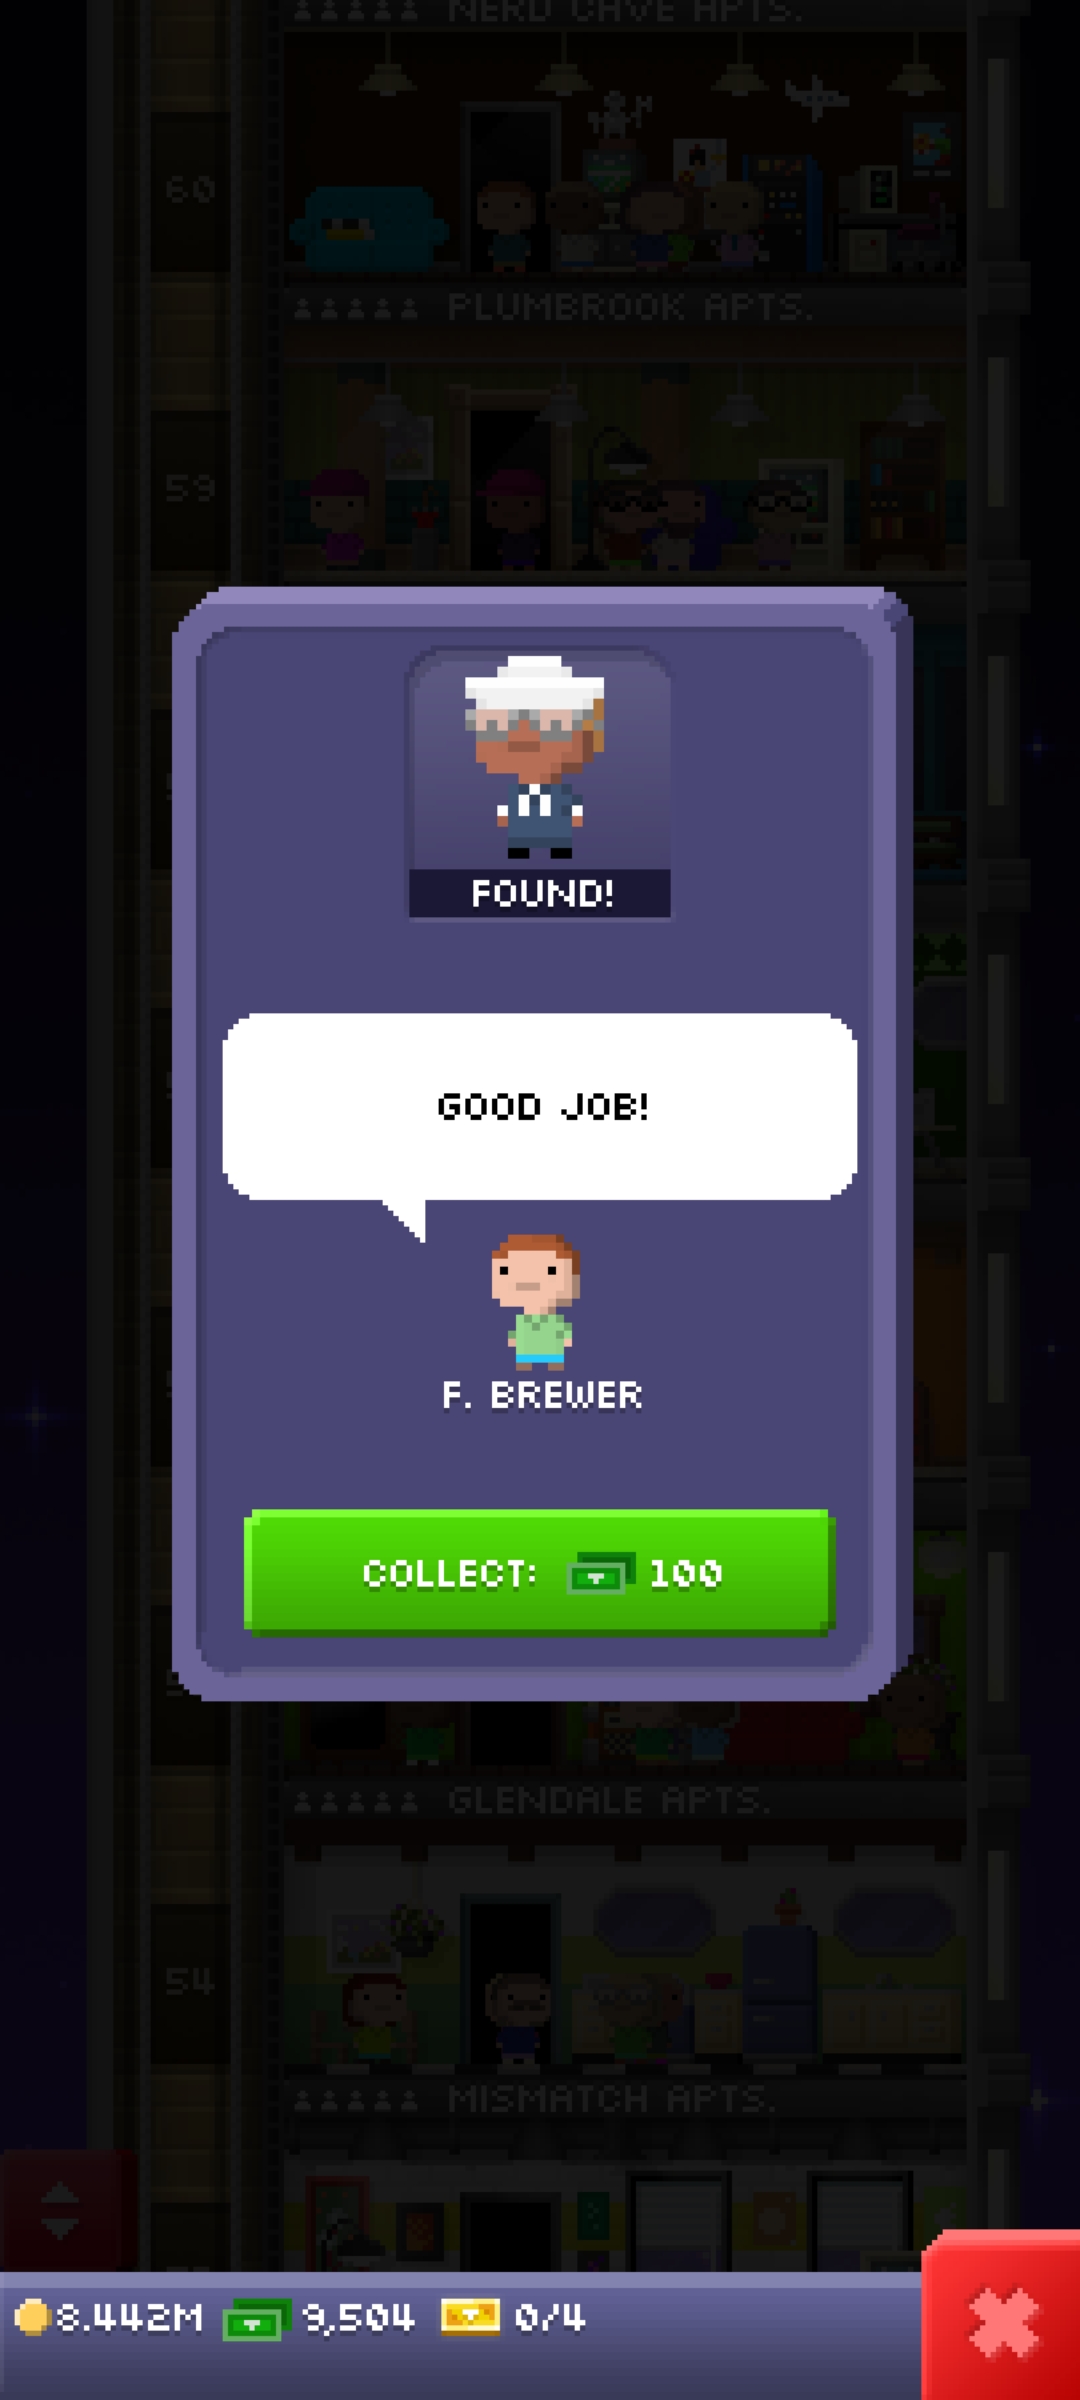 NERD CAVE APTS.
60
PLUMBROOK APTS.
59
FOUND!
GOOD JOB!
F. BREWER
COLLECT: 100
GLENDALE APTS.
54
MISMATCH APTS.
8.442M 9,504 0/4